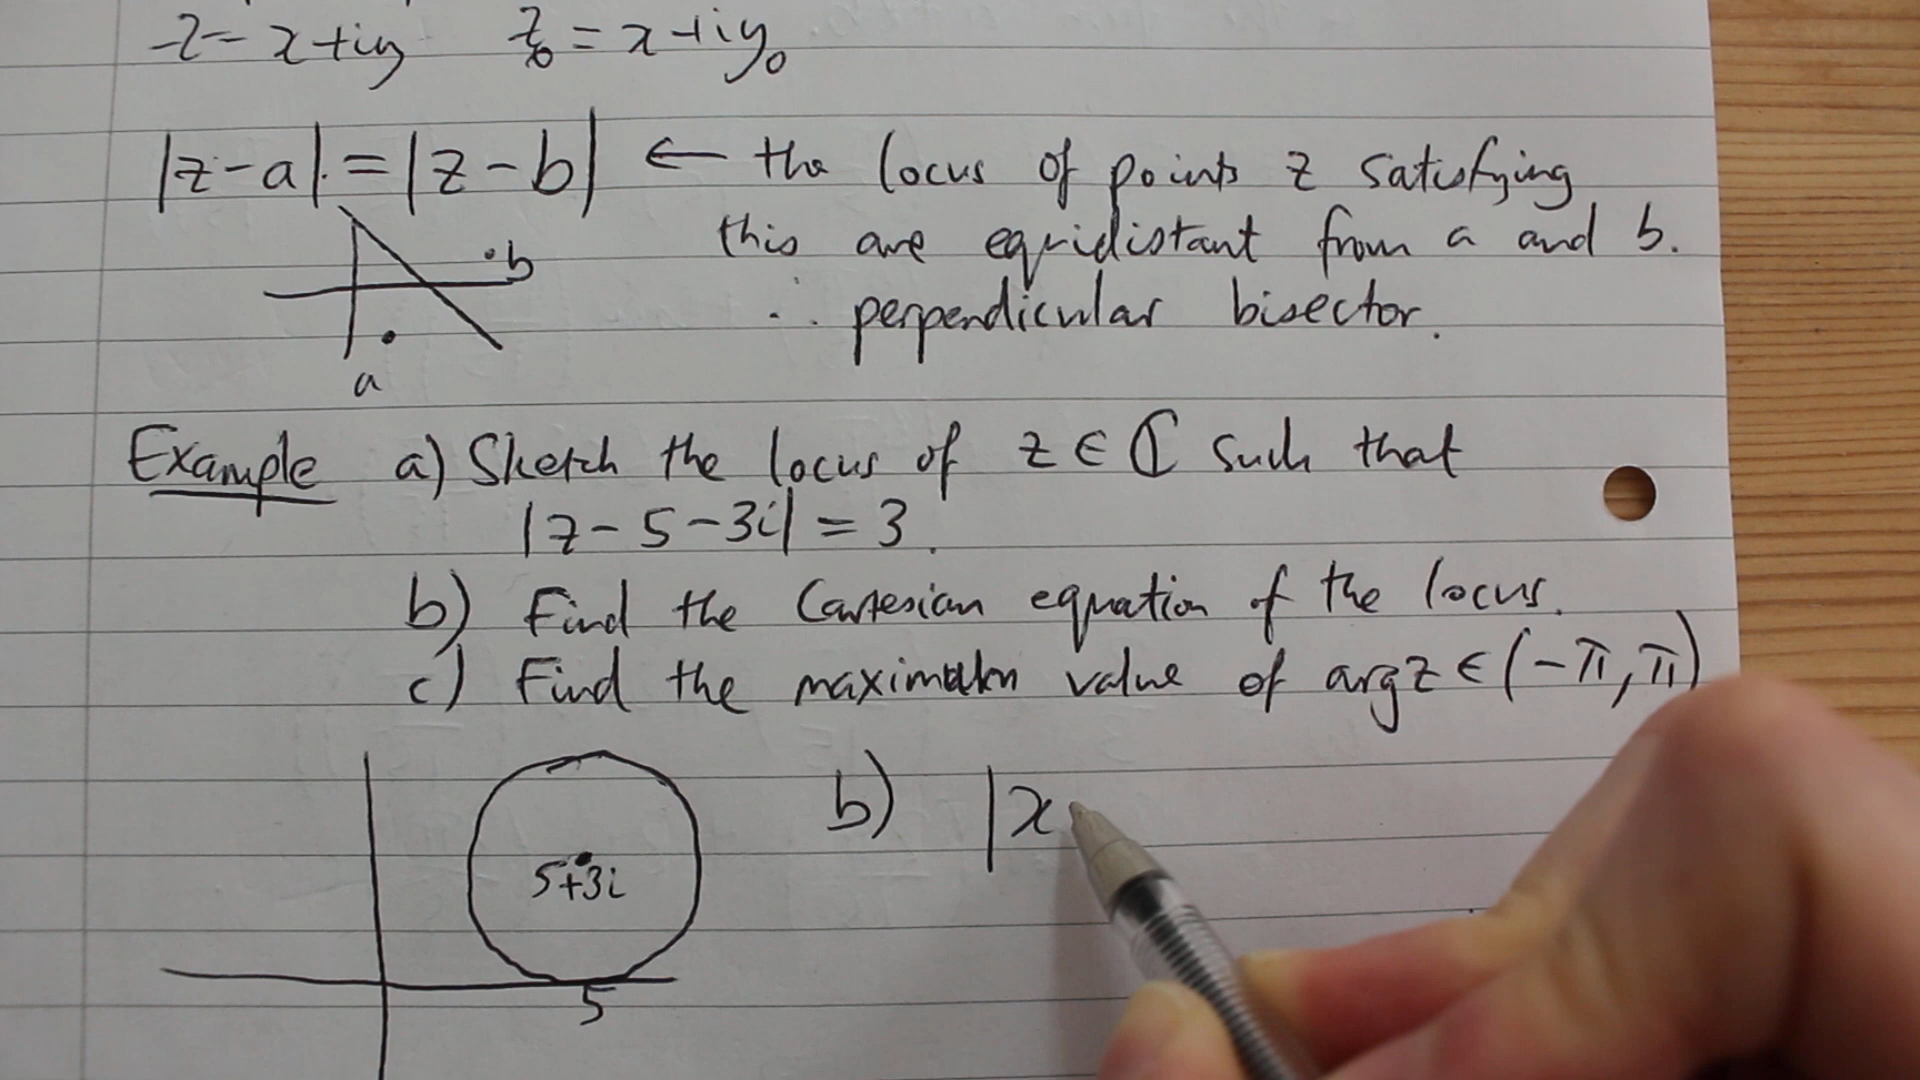 z = x+iy z₀ = x+iy₀
|z-a| = |z-b| ← the locus of points z satisfying
this are equidistant from a and b.
∴ perpendicular bisector.
b
a
Example a) Sketch the locus of z ∈ ℂ such that
|z - 5 - 3i| = 3.
b) Find the Cartesian equation of the locus.
c) Find the maximum value of arg z ∈ (-π, π)
b) |x
5+3i
5